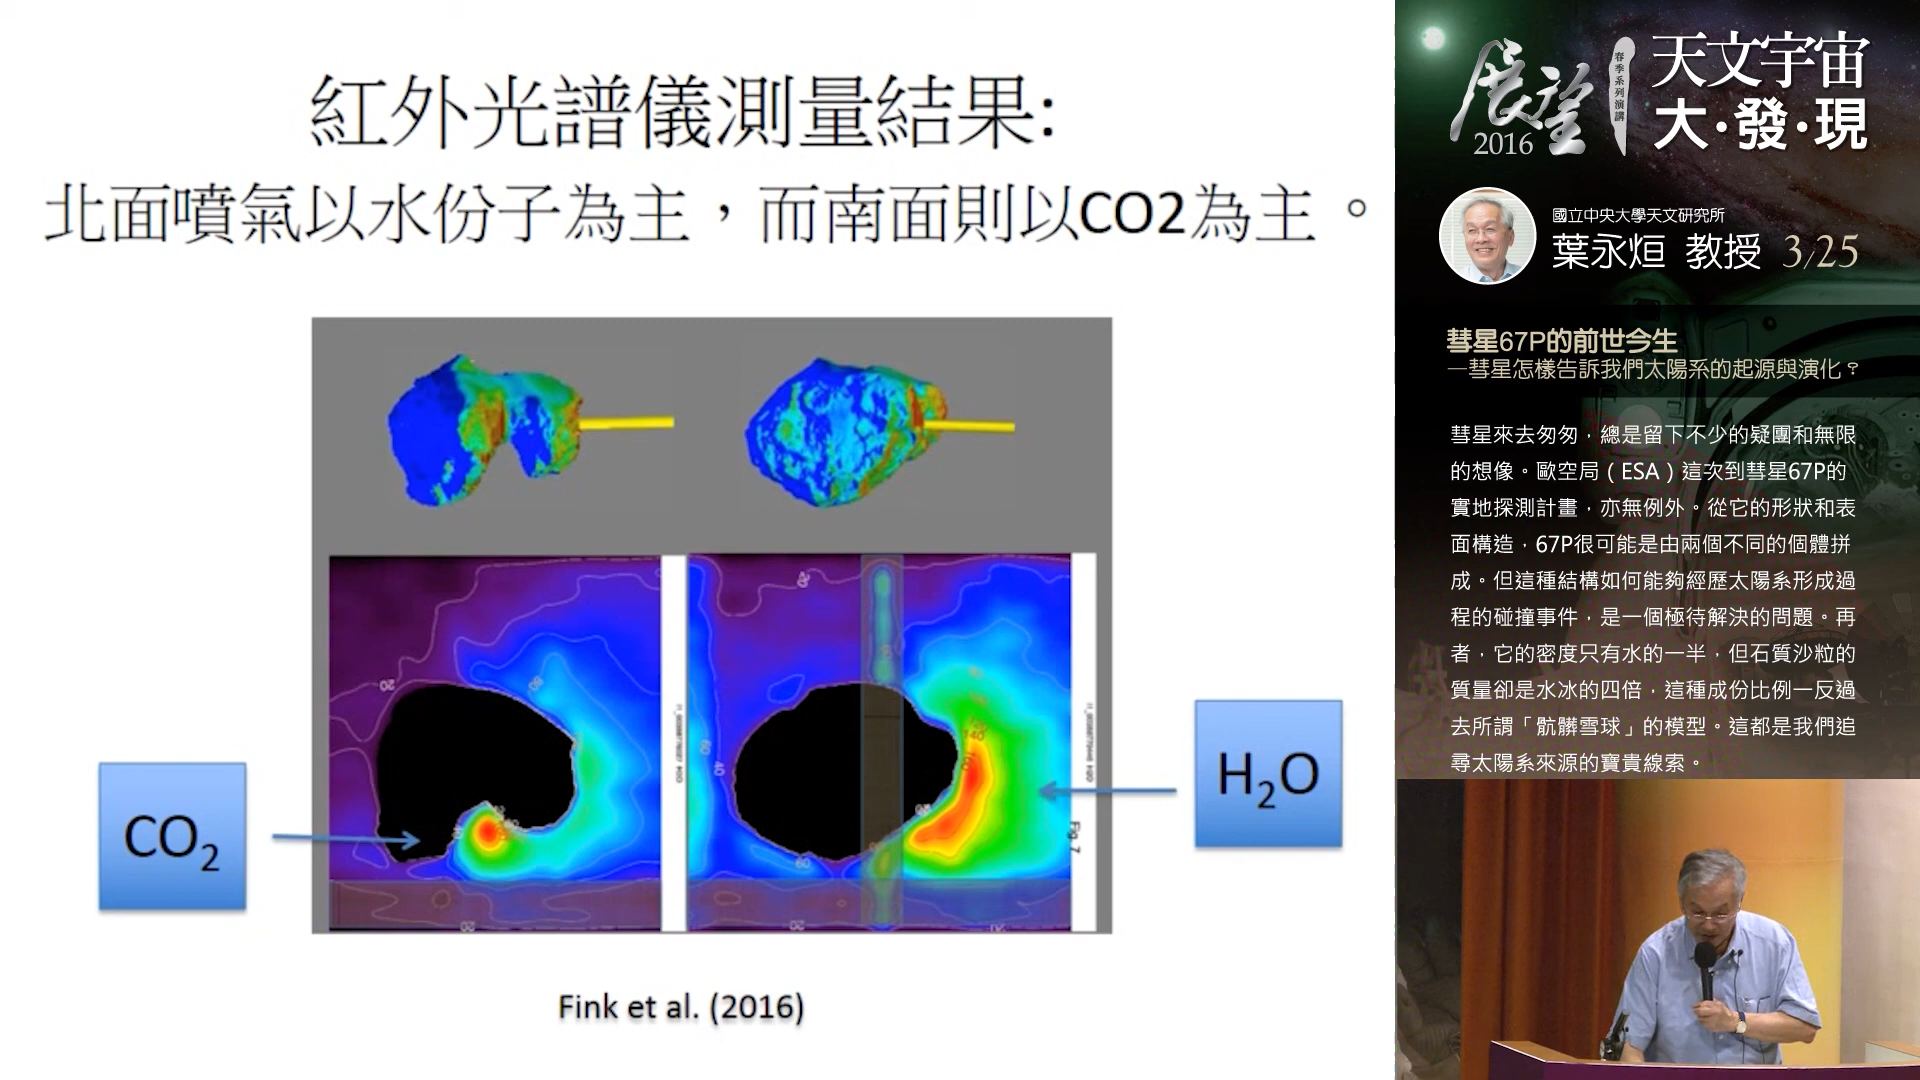 紅外光譜儀測量結果:
北面噴氣以水份子為主，而南面則以CO2為主。
CO₂
H₂O
Fig. 7
Fink et al. (2016)
展望
2016
春季系列演講
天文宇宙
大·發·現
國立中央大學天文研究所
葉永烜 教授 3/25
彗星67P的前世今生
—彗星怎樣告訴我們太陽系的起源與演化？
彗星來去匆匆，總是留下不少的疑團和無限
的想像。歐空局（ESA）這次到彗星67P的
實地探測計畫，亦無例外。從它的形狀和表
面構造，67P很可能是由兩個不同的個體拼
成。但這種結構如何能夠經歷太陽系形成過
程的碰撞事件，是一個極待解決的問題。再
者，它的密度只有水的一半，但石質沙粒的
質量卻是水冰的四倍，這種成份比例一反過
去所謂「骯髒雪球」的模型。這都是我們追
尋太陽系來源的寶貴線索。